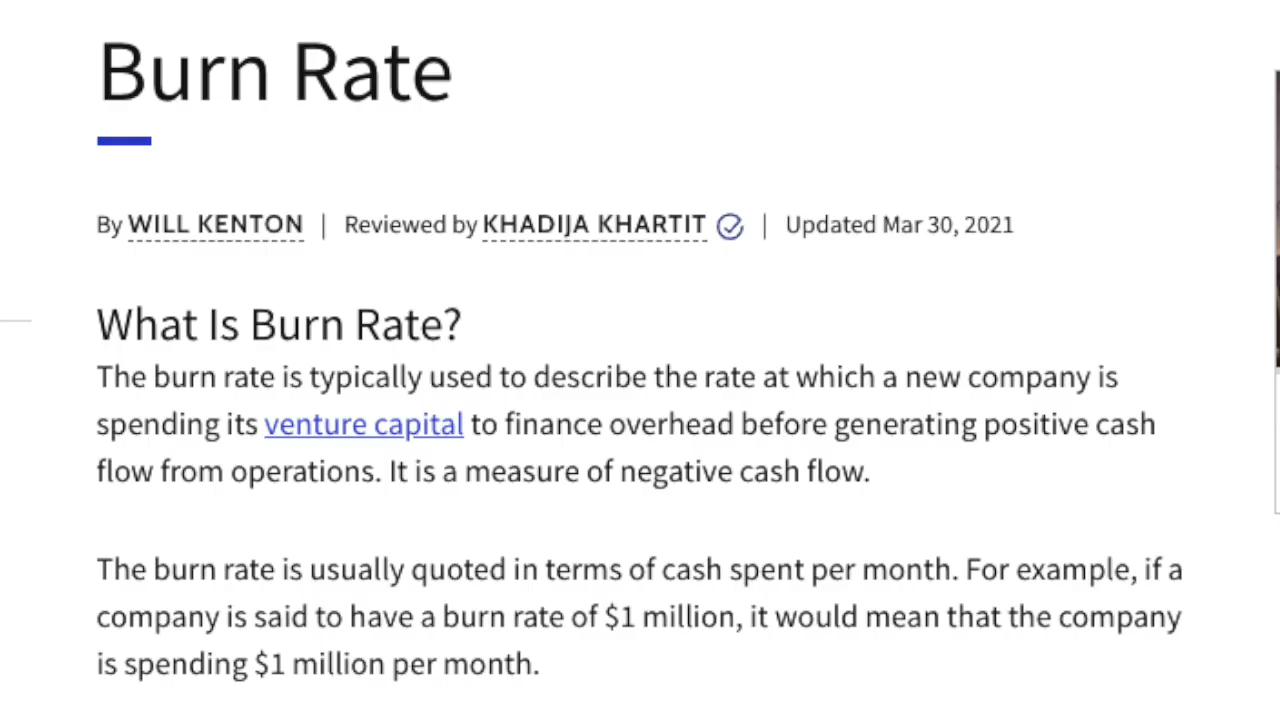 Burn Rate
By WILL KENTON | Reviewed by KHADIJA KHARTIT | Updated Mar 30, 2021
What Is Burn Rate?
The burn rate is typically used to describe the rate at which a new company is
spending its venture capital to finance overhead before generating positive cash
flow from operations. It is a measure of negative cash flow.
The burn rate is usually quoted in terms of cash spent per month. For example, if a
company is said to have a burn rate of $1 million, it would mean that the company
is spending $1 million per month.